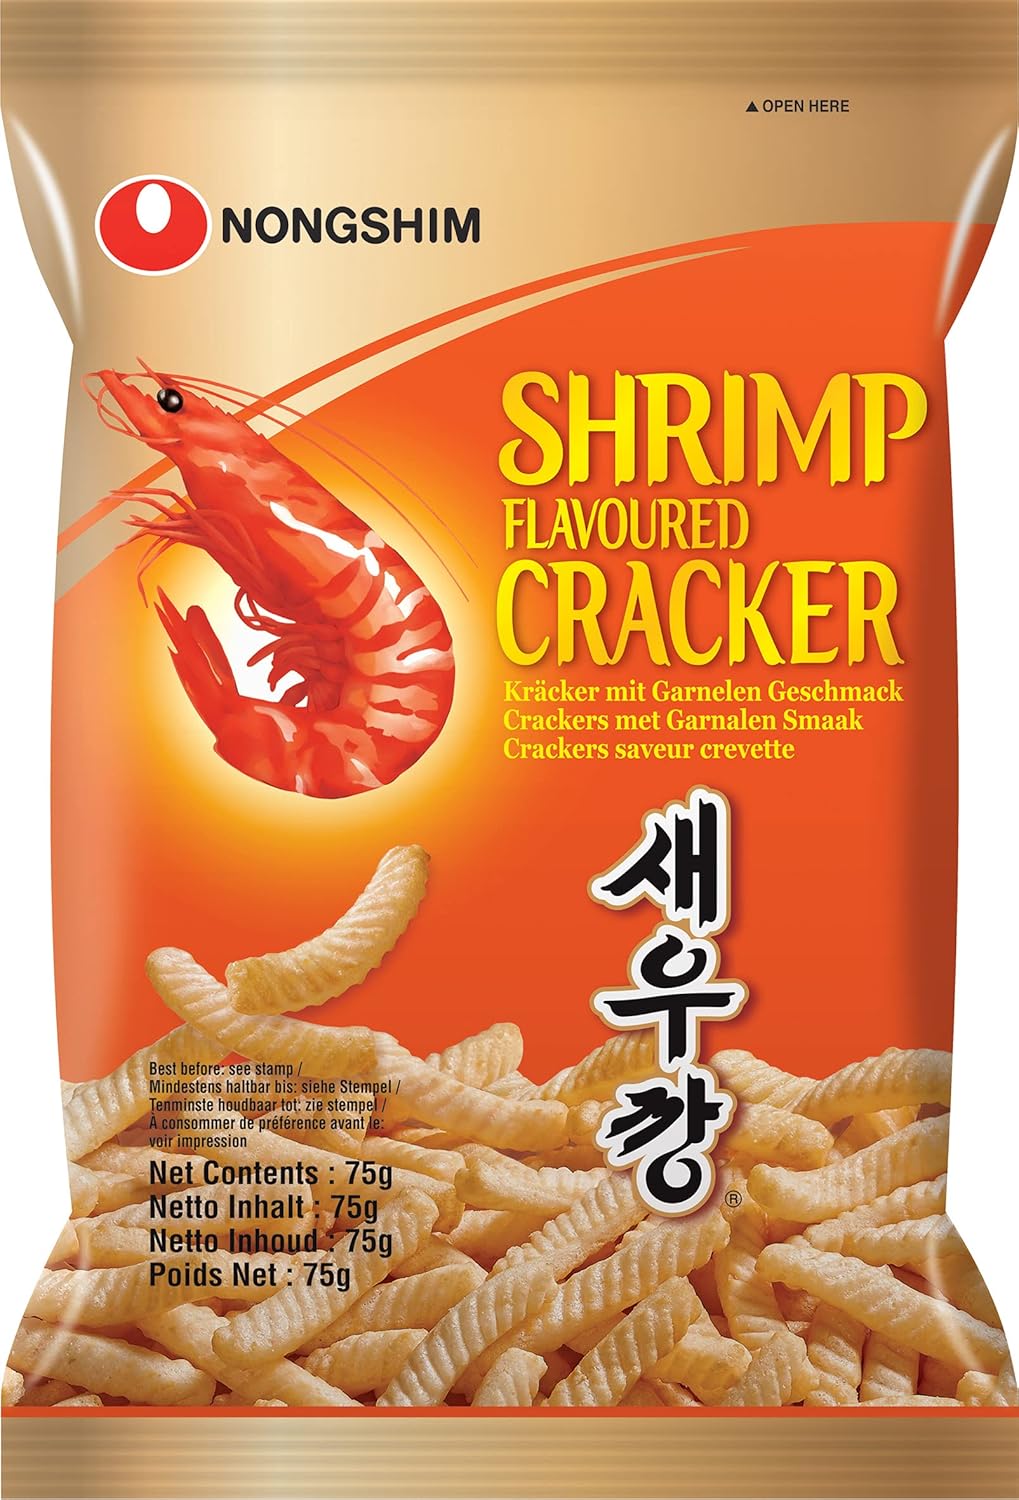 ▲ OPEN HERE
NONGSHIM
SHRIMP
FLAVOURED
CRACKER
Kräcker mit Garnelen Geschmack
Crackers met Garnalen Smaak
Crackers saveur crevette
새우깡
®
Best before: see stamp /
Mindestens haltbar bis: siehe Stempel /
Tenminste houdbaar tot: zie stempel /
À consommer de préférence avant le:
voir impression
Net Contents : 75g
Netto Inhalt : 75g
Netto Inhoud : 75g
Poids Net : 75g